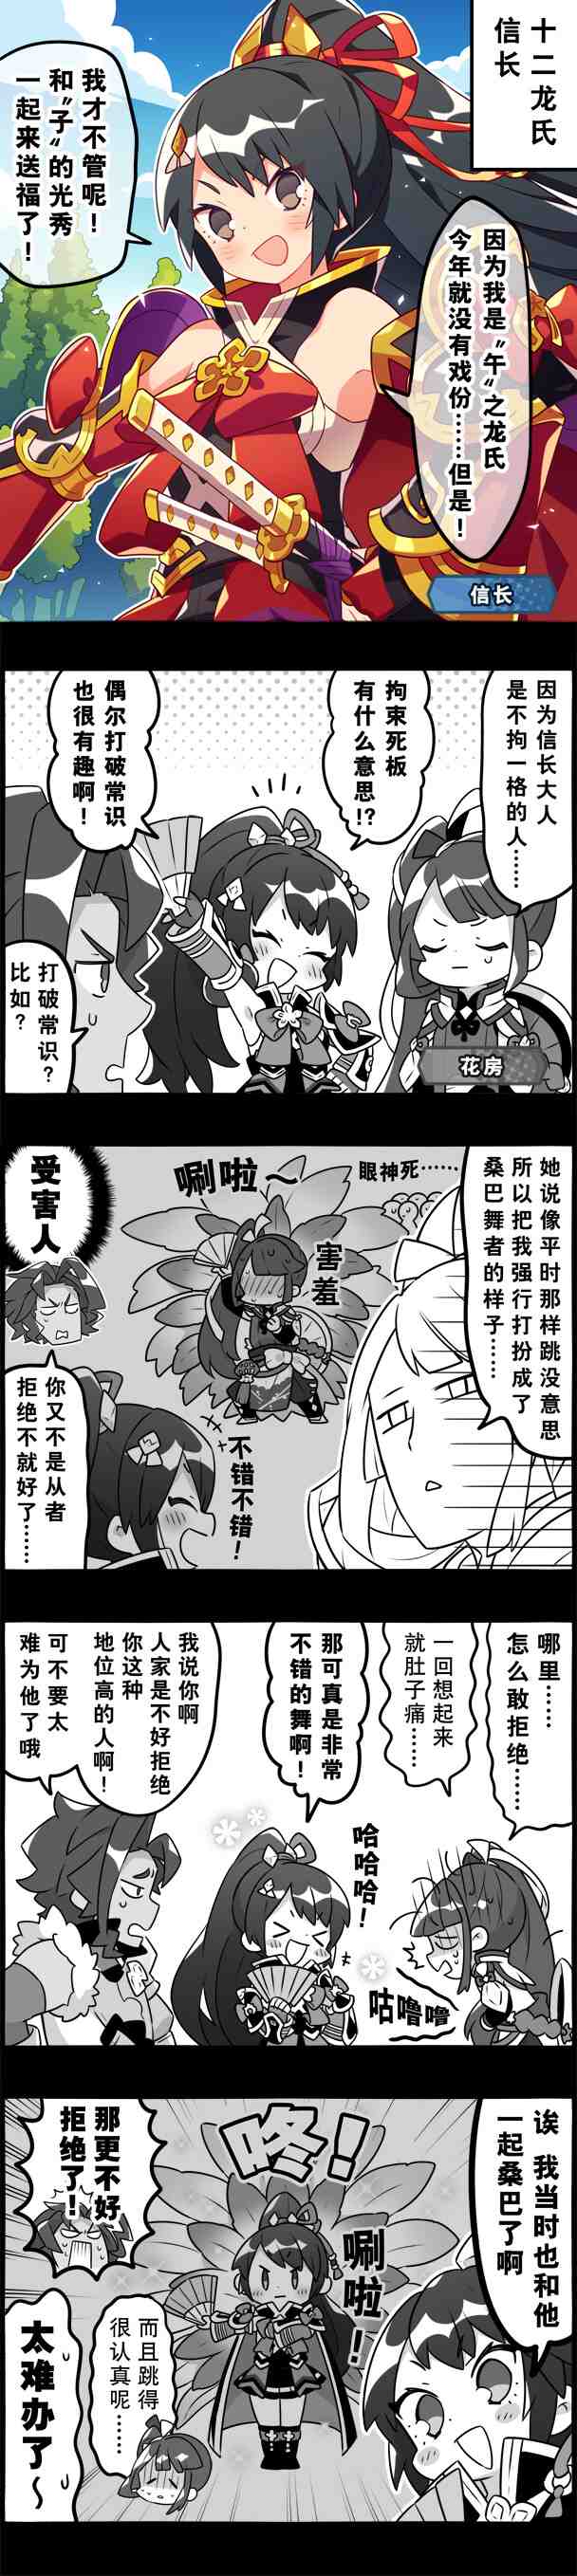 十二龙氏
信长
因为我是“午”之龙氏
今年就没有戏份……但是！
我才不管呢！
和“子”的光秀
一起来送福了！
信长
因为信长大人
是不拘一格的人……
拘束死板
有什么意思!?
偶尔打破常识
也很有趣啊！
打破常识？
比如？
花房
她说像平时那样跳没意思
所以把我强行打扮成了
桑巴舞者的样子……
眼神死……
唰啦～
害羞
受害人
不错不错！
你又不是从者
拒绝不就好了……
哪里……
怎么敢拒绝……
一回想起来
就肚子痛……
那可真是非常
不错的舞啊！
我说你啊
人家是不好拒绝
你这种
地位高的人啊！
可不要太
难为他了哦
哈哈哈！
咕噜噜
诶 我当时也和他
一起桑巴了啊
咚！
唰啦！
那更不好
拒绝了！
而且跳得
很认真呢……
太难办了～